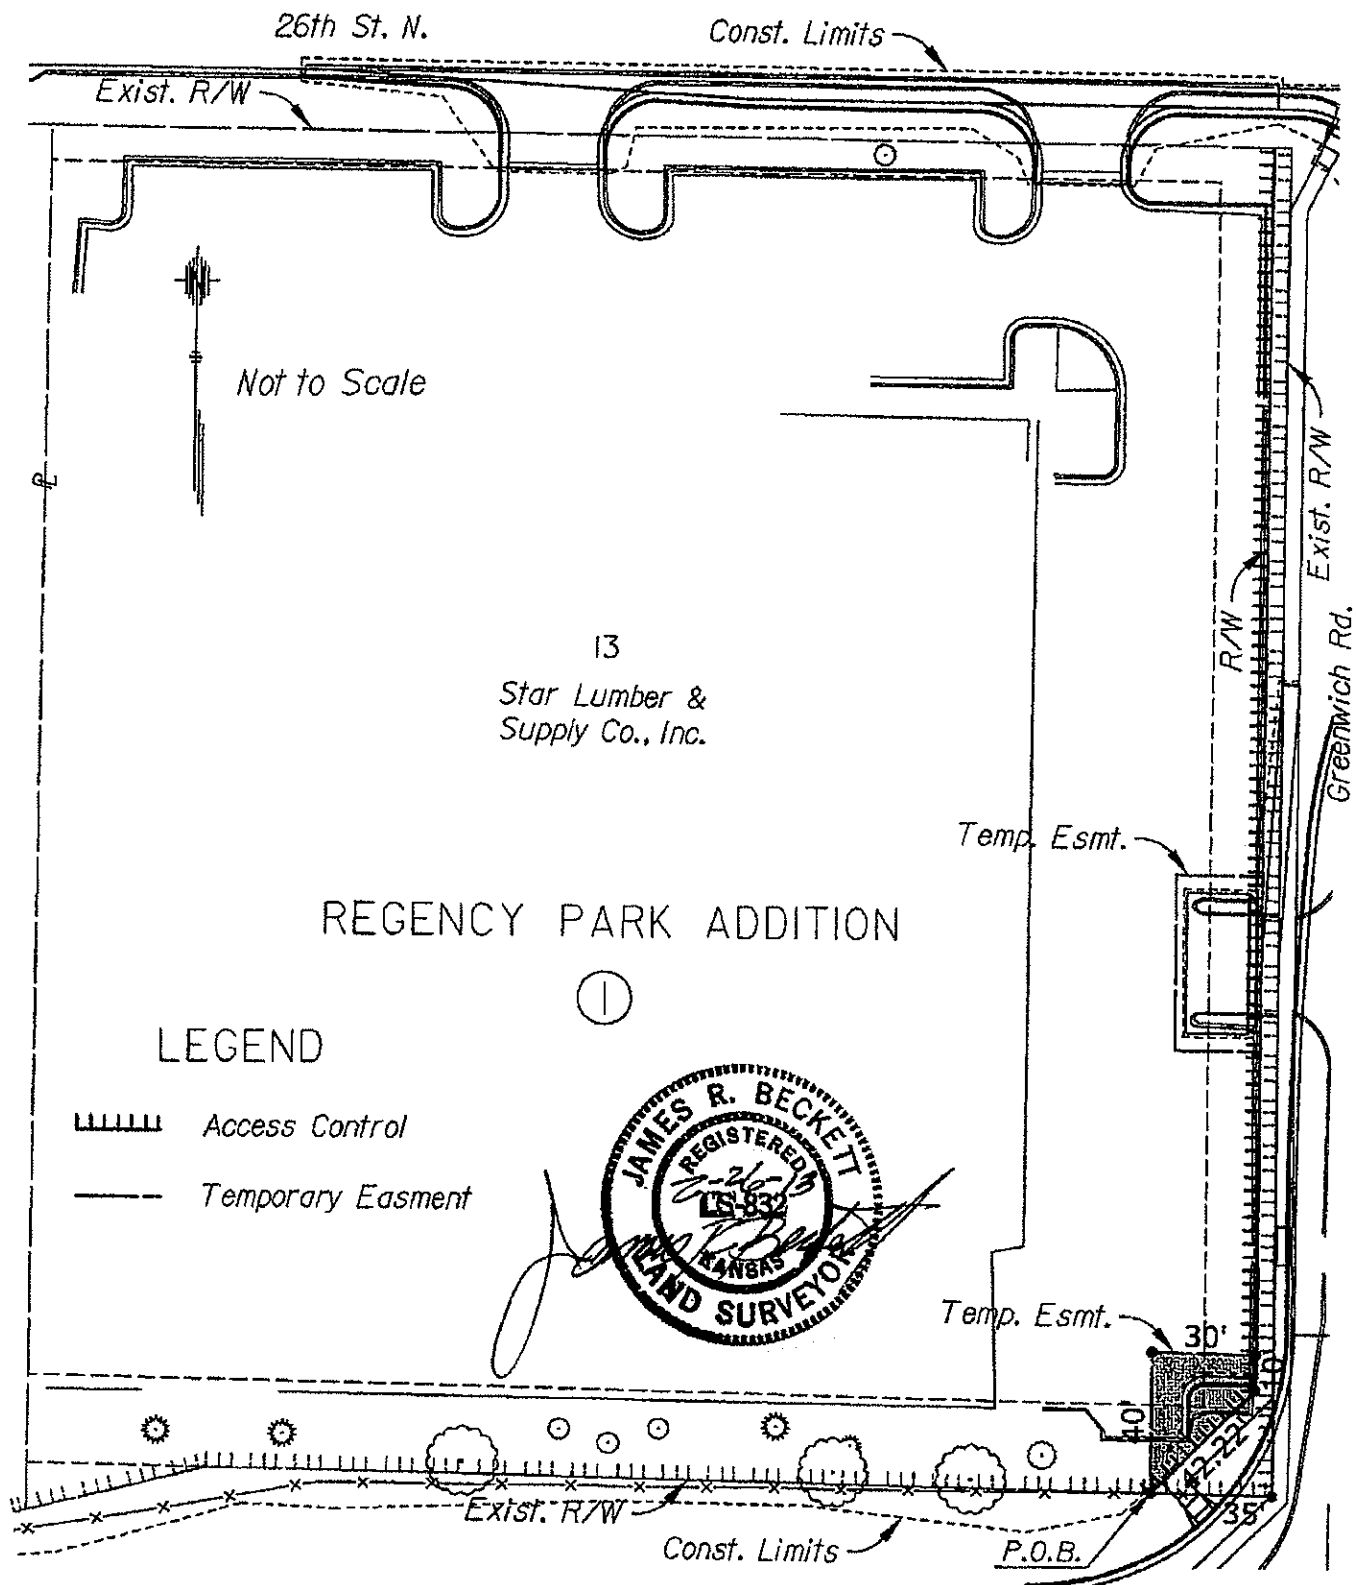 26th St. N.
Const. Limits
Exist. R/W
N
Not to Scale
Exist. R/W
R/W
Greenwich Rd.
13
Star Lumber &
Supply Co., Inc.
Temp. Esmt.
REGENCY PARK ADDITION
1
LEGEND
Access Control
Temporary Easment
JAMES R. BECKETT
REGISTERED
LS-832
KANSAS
LAND SURVEYOR
Temp. Esmt.
30'
10'
40'
42.22'
35'
Exist. R/W
Const. Limits
P.O.B.